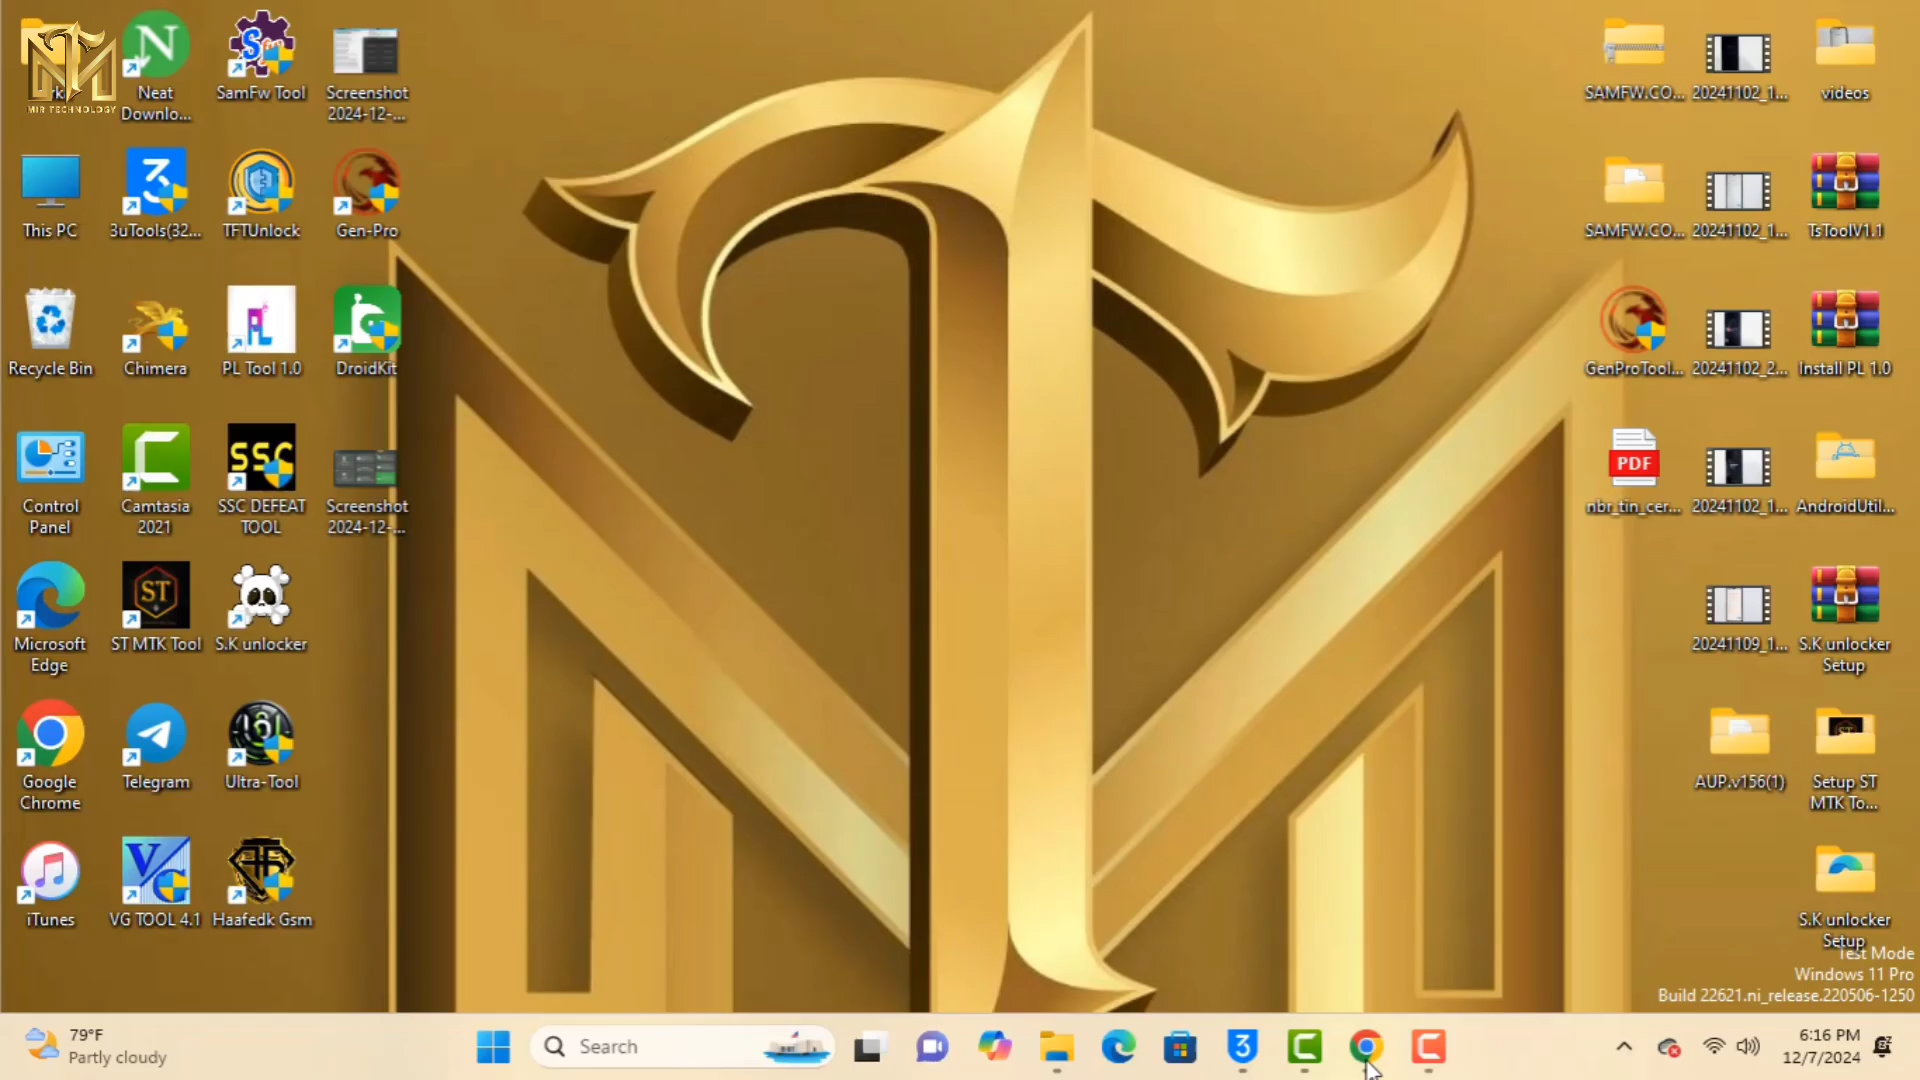 MIR TECHNOLOGY
Neat
Downlo...
SamFw Tool
Screenshot
2024-12-...
This PC
3uTools(32...
TFTUnlock
Gen-Pro
Recycle Bin
Chimera
PL Tool 1.0
DroidKit
Control
Panel
Camtasia
2021
SSC
SSC DEFEAT
TOOL
Screenshot
2024-12-...
Microsoft
Edge
ST
ST MTK Tool
S.K unlocker
Google
Chrome
Telegram
Ultra-Tool
iTunes
VG TOOL 4.1
Haafedk Gsm
SAMFW.CO...
20241102_1...
videos
SAMFW.CO...
20241102_1...
TsToolV1.1
GenProTool...
20241102_2...
Install PL 1.0
PDF
nbr_tin_cer...
20241102_1...
AndroidUtil...
20241109_1...
S.K unlocker
Setup
AUP.v156(1)
Setup ST
MTK To...
S.K unlocker
Setup
Test Mode
Windows 11 Pro
Build 22621.ni_release.220506-1250
79°F
Partly cloudy
Search
6:16 PM
12/7/2024